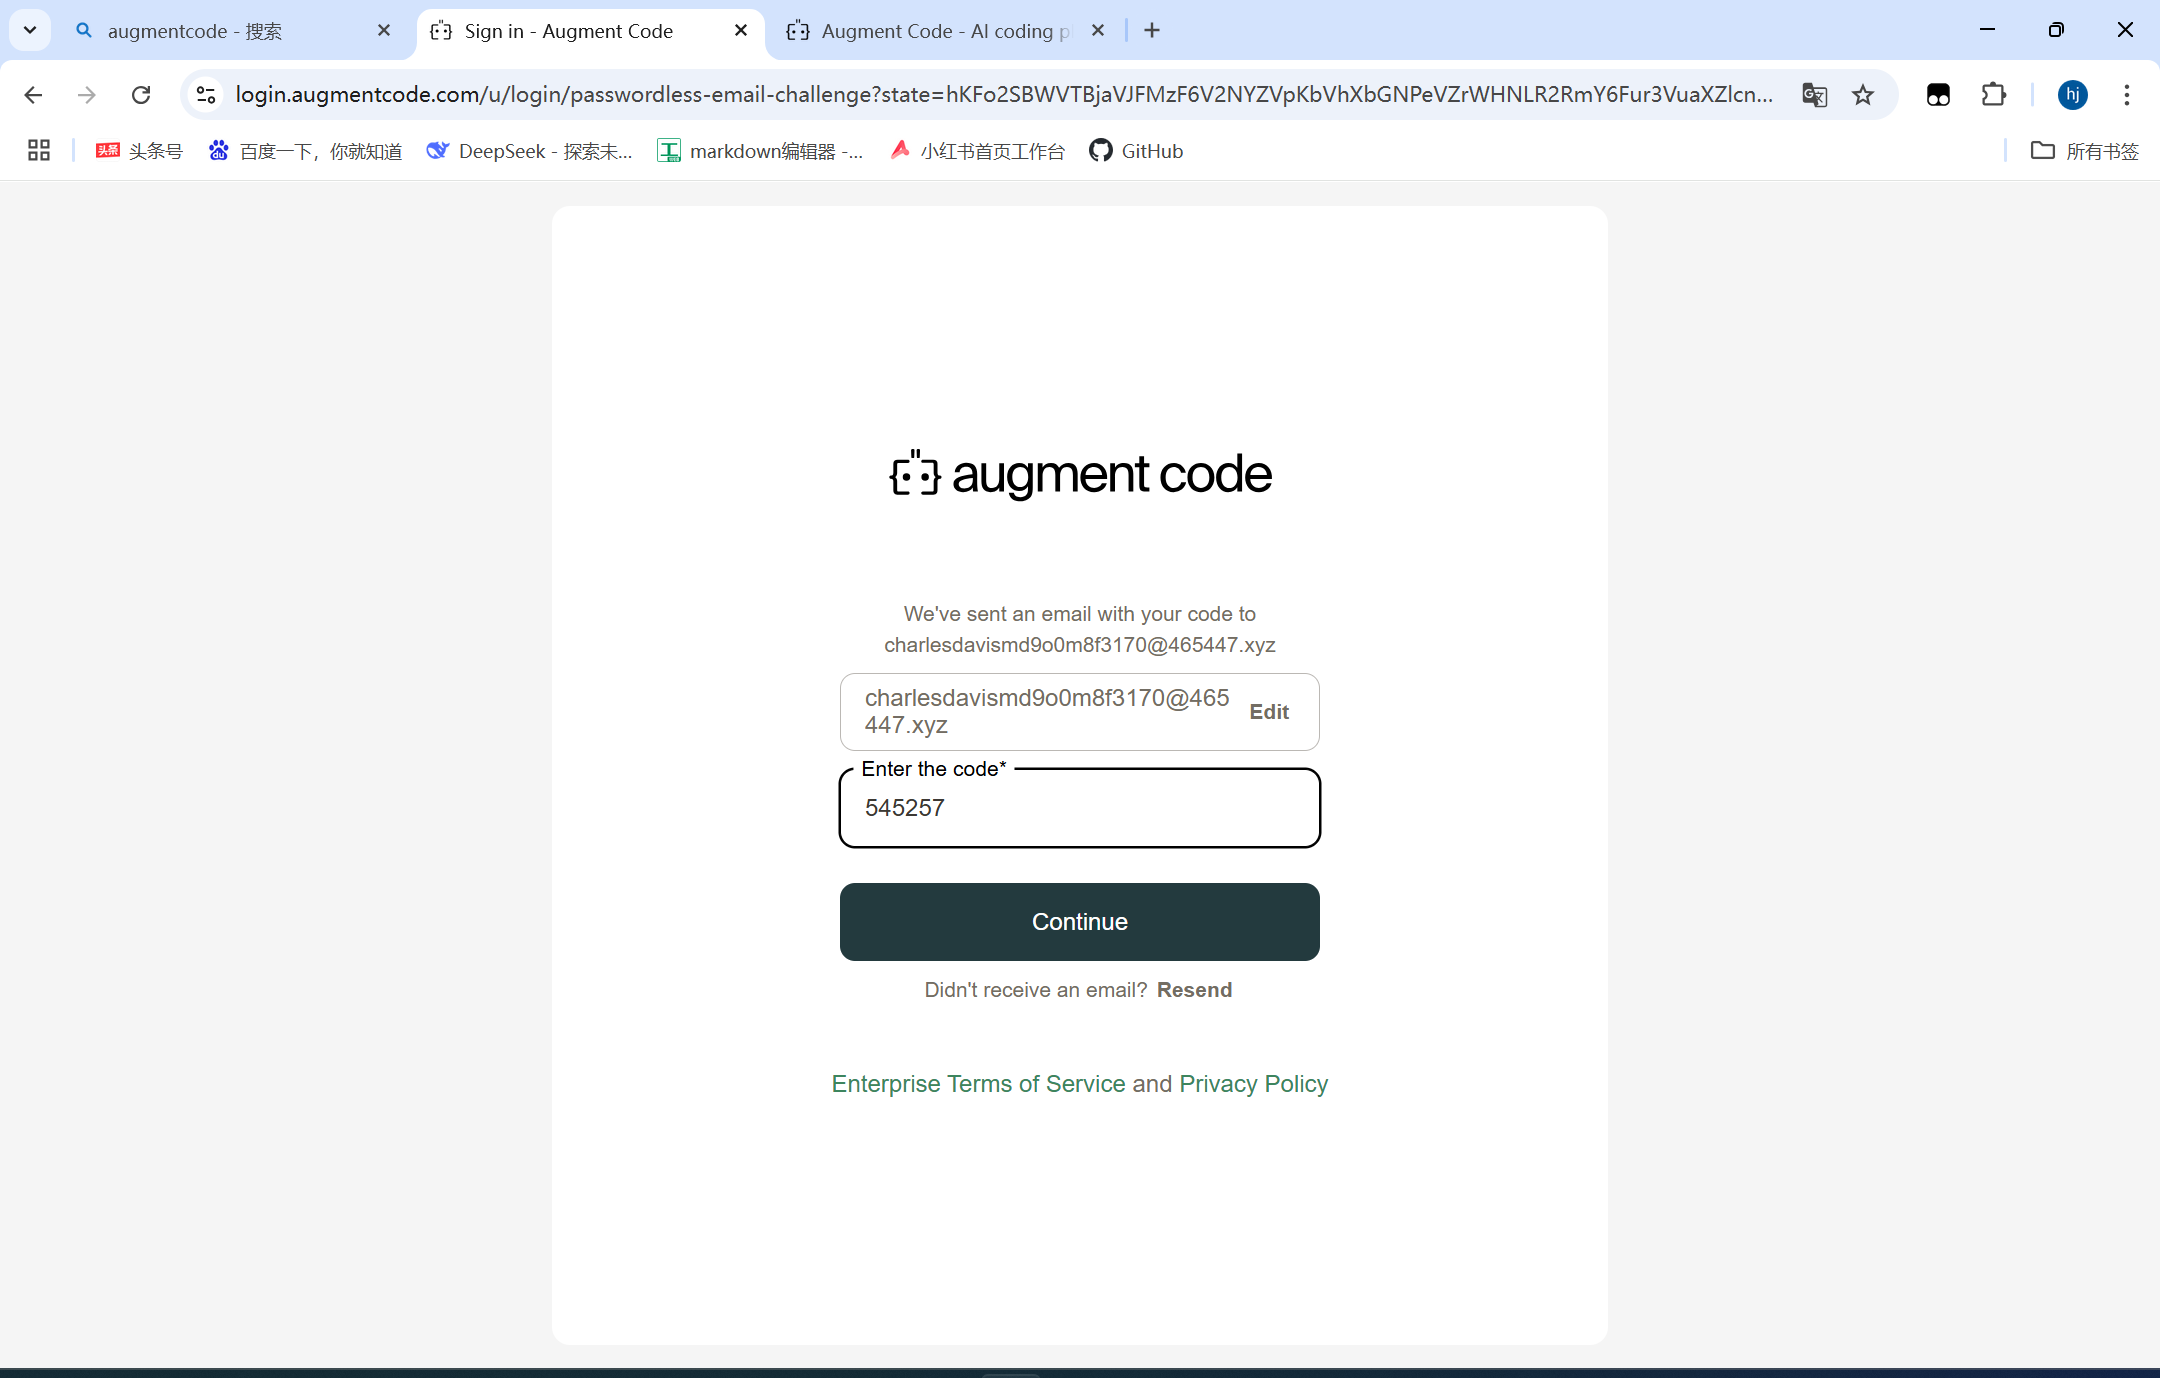 augmentcode - 搜索
Sign in - Augment Code
Augment Code - AI coding p
login.augmentcode.com/u/login/passwordless-email-challenge?state=hKFo2SBWVTBjaVJFMzF6V2NYZVpKbVhXbGNPeVZrWHNLR2RmY6Fur3VuaXZlcn...
hj
头条 头条号
百度一下，你就知道
DeepSeek - 探索未...
markdown编辑器 -...
小红书首页工作台
GitHub
所有书签
augment code
We've sent an email with your code to
charlesdavismd9o0m8f3170@465447.xyz
charlesdavismd9o0m8f3170@465
447.xyz
Edit
Enter the code*
545257
Continue
Didn't receive an email? Resend
Enterprise Terms of Service and Privacy Policy